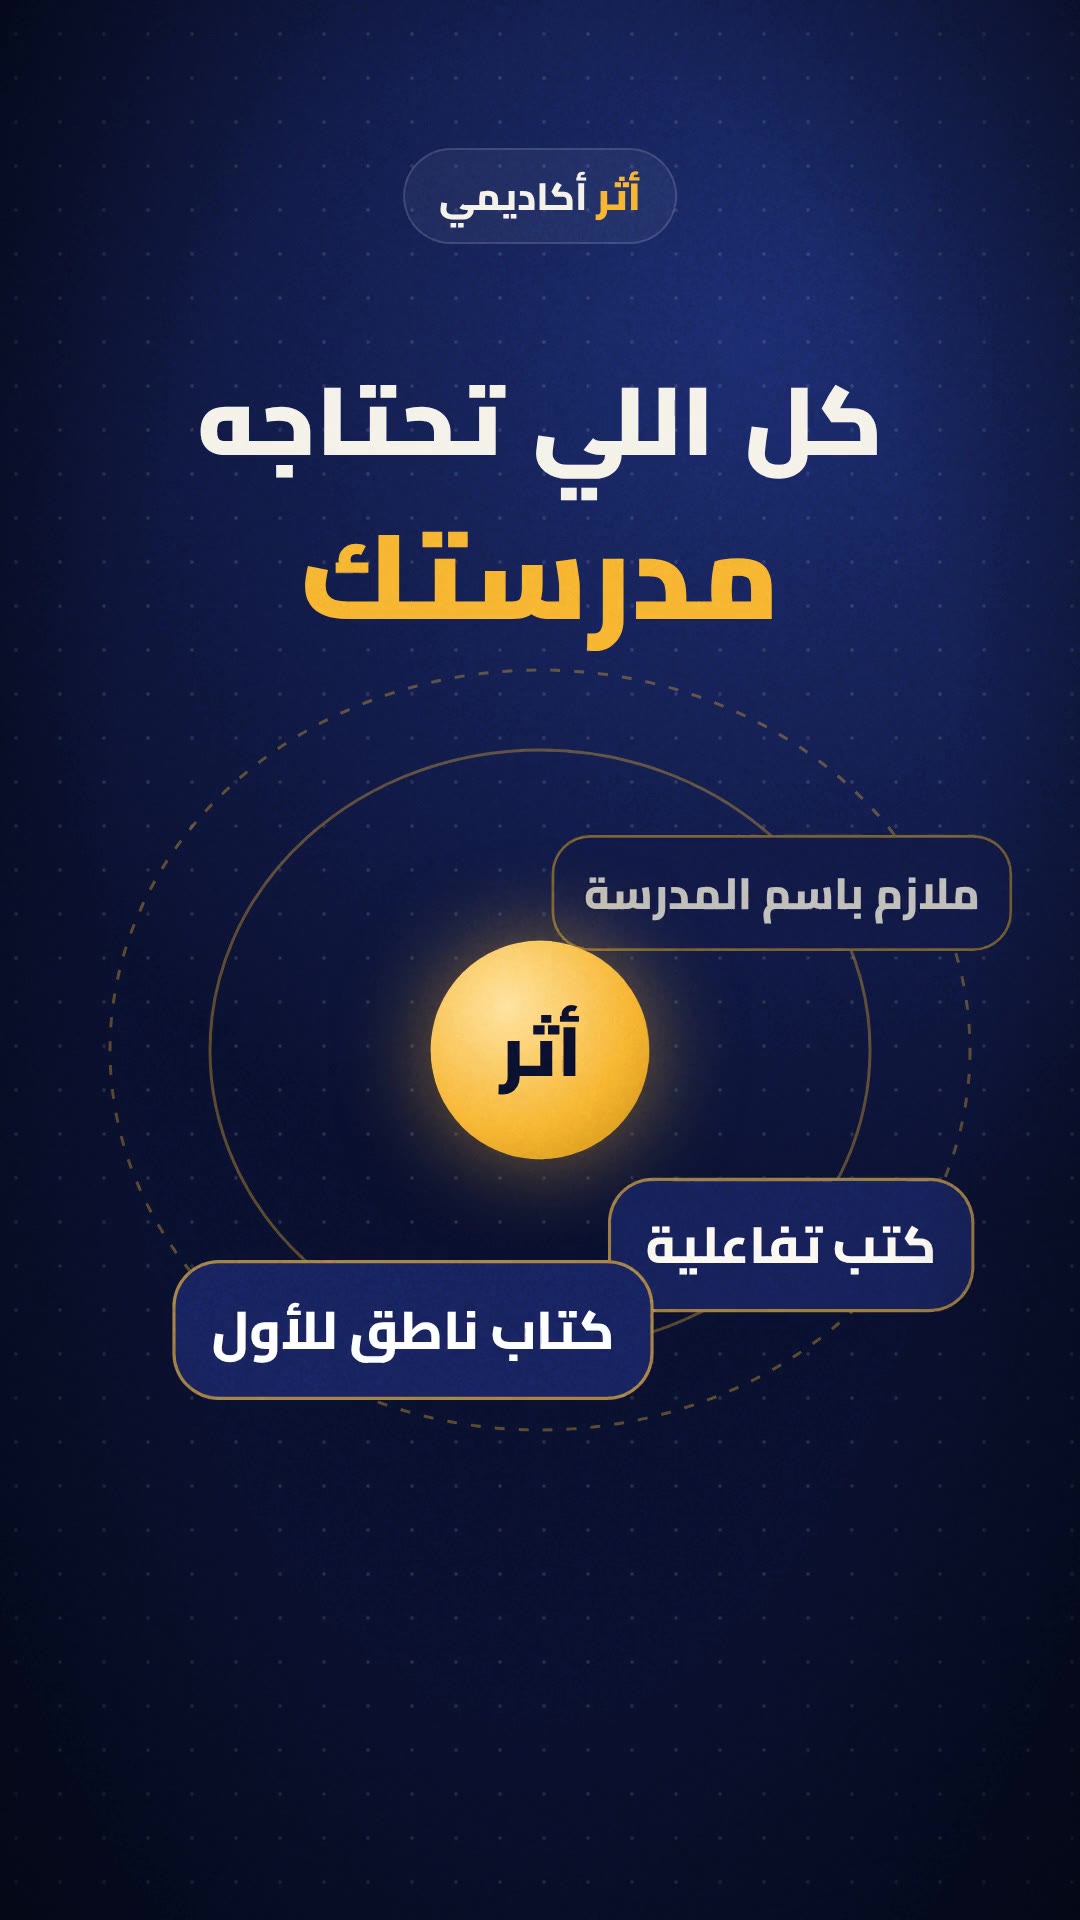 أثر أكاديمي
كل اللي تحتاجه
مدرستك
ملازم باسم المدرسة
أثر
كتب تفاعلية
كتاب ناطق للأول